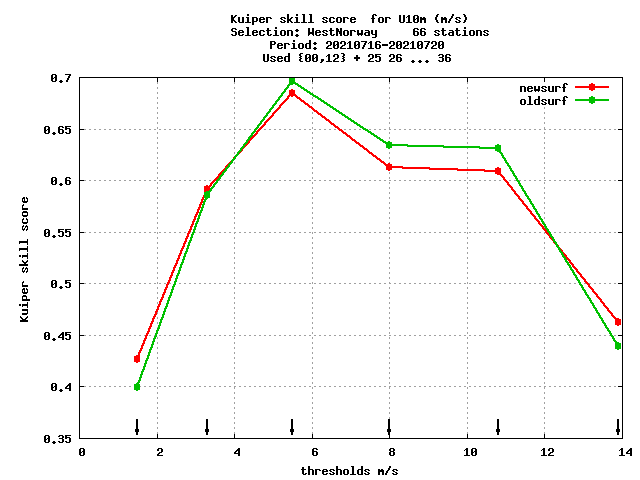 Kuiper skill score  for U10m (m/s)
Selection: WestNorway     66 stations
Period: 20210716-20210720
Used {00,12} + 25 26 ... 36
newsurf
oldsurf
0.7
0.65
0.6
0.55
0.5
0.45
0.4
0.35
Kuiper skill score
0 2 4 6 8 10 12 14
thresholds m/s